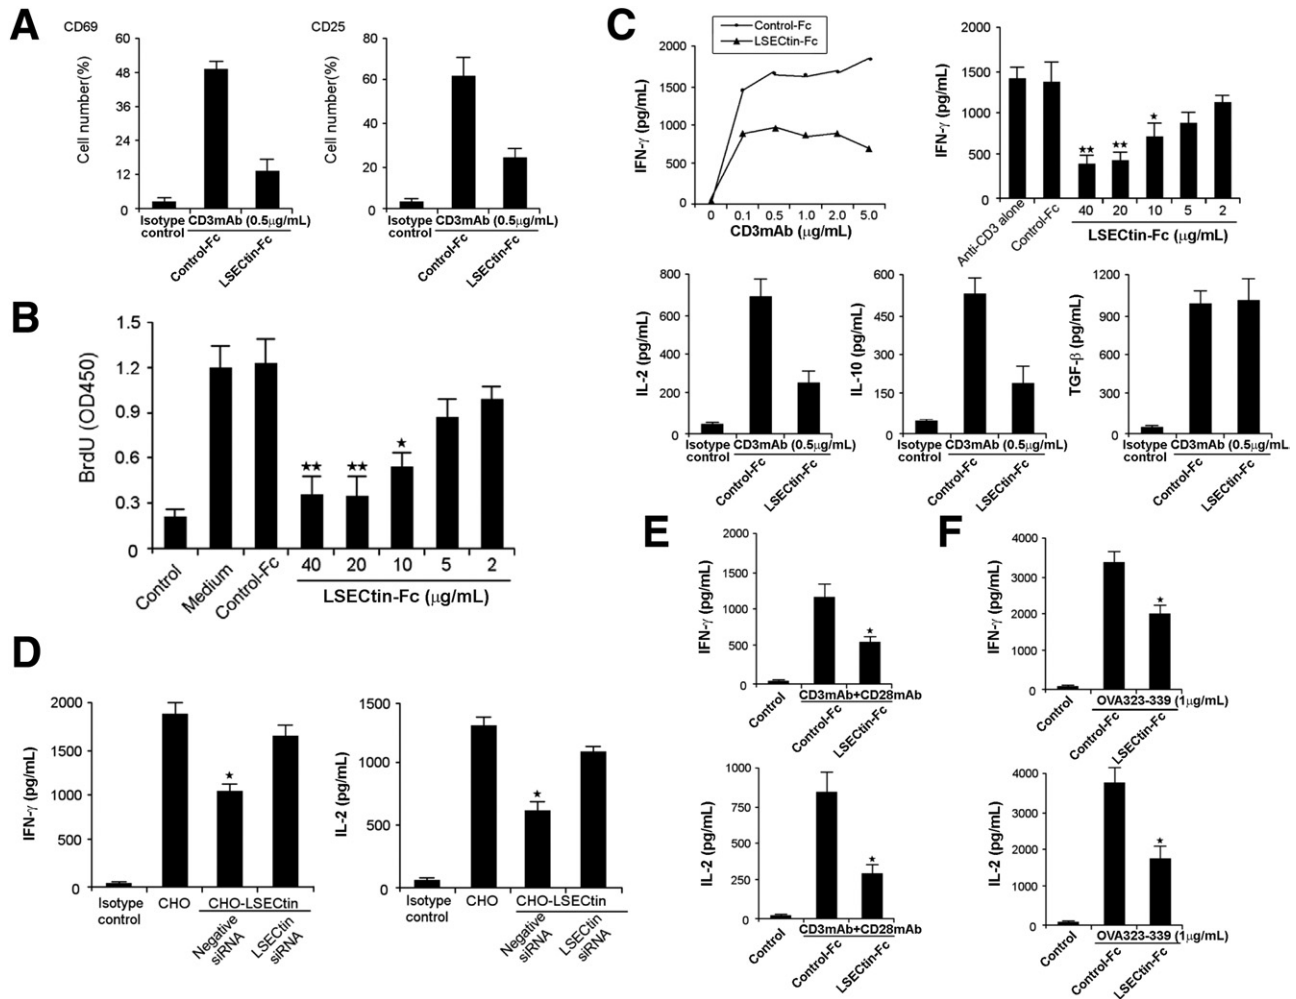 A
CD69
Cell number(%)
60
48
36
24
12
0
Isotype control
CD3mAb (0.5μg/mL)
Control-Fc
LSECtin-Fc
CD25
Cell number(%)
80
60
40
20
0
Isotype control
CD3mAb (0.5μg/mL)
Control-Fc
LSECtin-Fc
B
BrdU (OD450)
1.5
1.2
0.9
0.6
0.3
0
★★
★★
★
Control
Medium
Control-Fc
40 20 10 5 2
LSECtin-Fc (μg/mL)
C
Control-Fc
LSECtin-Fc
IFN-γ (pg/mL)
2000
1500
1000
500
0
0 0.1 0.5 1.0 2.0 5.0
CD3mAb (μg/mL)
IFN-γ (pg/mL)
2000
1500
1000
500
0
★★
★★
★
Anti-CD3 alone
Control-Fc
40 20 10 5 2
LSECtin-Fc (μg/mL)
IL-2 (pg/mL)
800
600
400
200
0
Isotype control
CD3mAb (0.5μg/mL)
Control-Fc
LSECtin-Fc
IL-10 (pg/mL)
600
450
300
150
0
Isotype control
CD3mAb (0.5μg/mL)
Control-Fc
LSECtin-Fc
TGF-β (pg/mL)
1200
900
600
300
0
Isotype control
CD3mAb (0.5μg/mL
Control-Fc
LSECtin-Fc
D
IFN-γ (pg/mL)
2000
1500
1000
500
0
★
Isotype control
CHO
CHO-LSECtin
Negative siRNA
LSECtin siRNA
IL-2 (pg/mL)
1500
1000
500
0
★
Isotype control
CHO
CHO-LSECtin
Negative siRNA
LSECtin siRNA
E
IFN-γ (pg/mL)
2000
1500
1000
500
0
★
Control
CD3mAb+CD28mAb
Control-Fc
LSECtin-Fc
IL-2 (pg/mL)
1000
750
500
250
0
★
Control
CD3mAb+CD28mAb
Control-Fc
LSECtin-Fc
F
IFN-γ (pg/mL)
4000
3000
2000
1000
0
★
Control
OVA323-339 (1μg/mL)
Control-Fc
LSECtin-Fc
IL-2 (pg/mL)
4000
3000
2000
1000
0
★
Control
OVA323-339 (1μg/mL)
Control-Fc
LSECtin-Fc